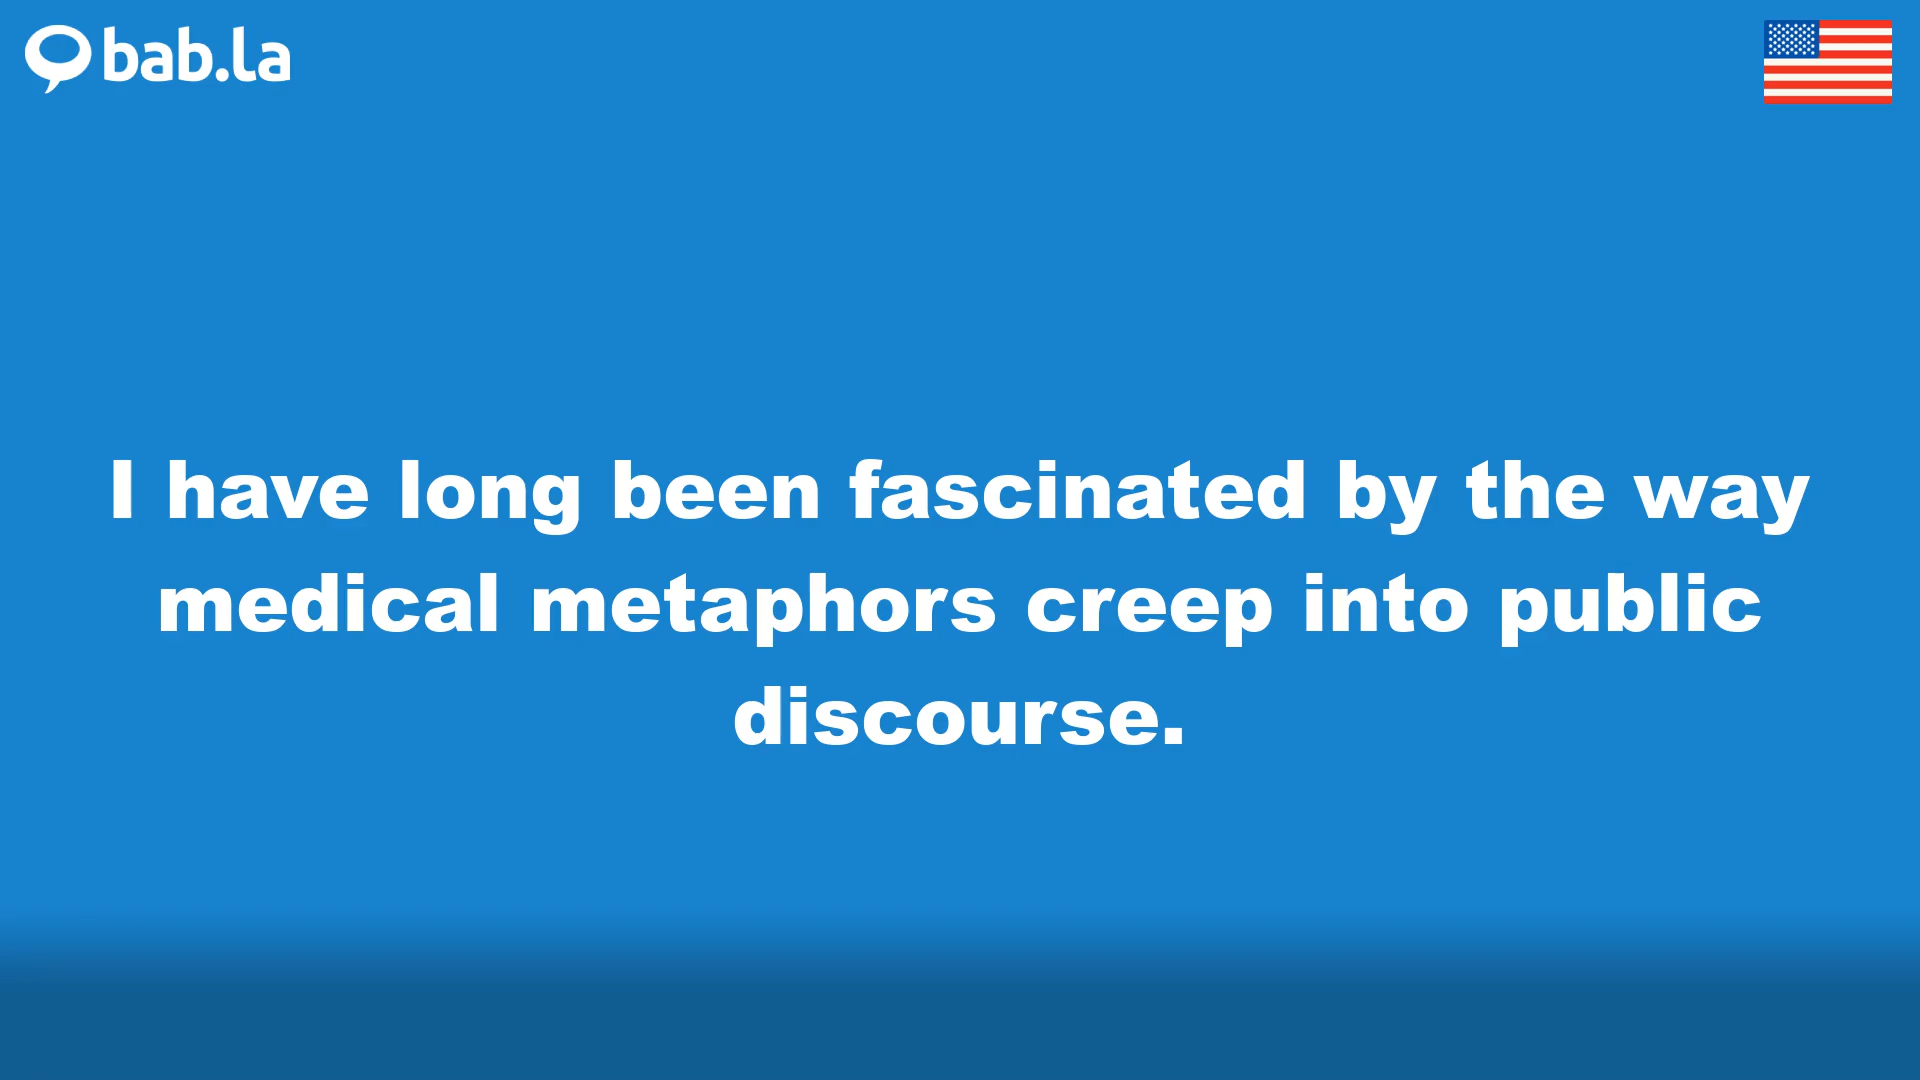 bab.la
I have long been fascinated by the way
medical metaphors creep into public
discourse.